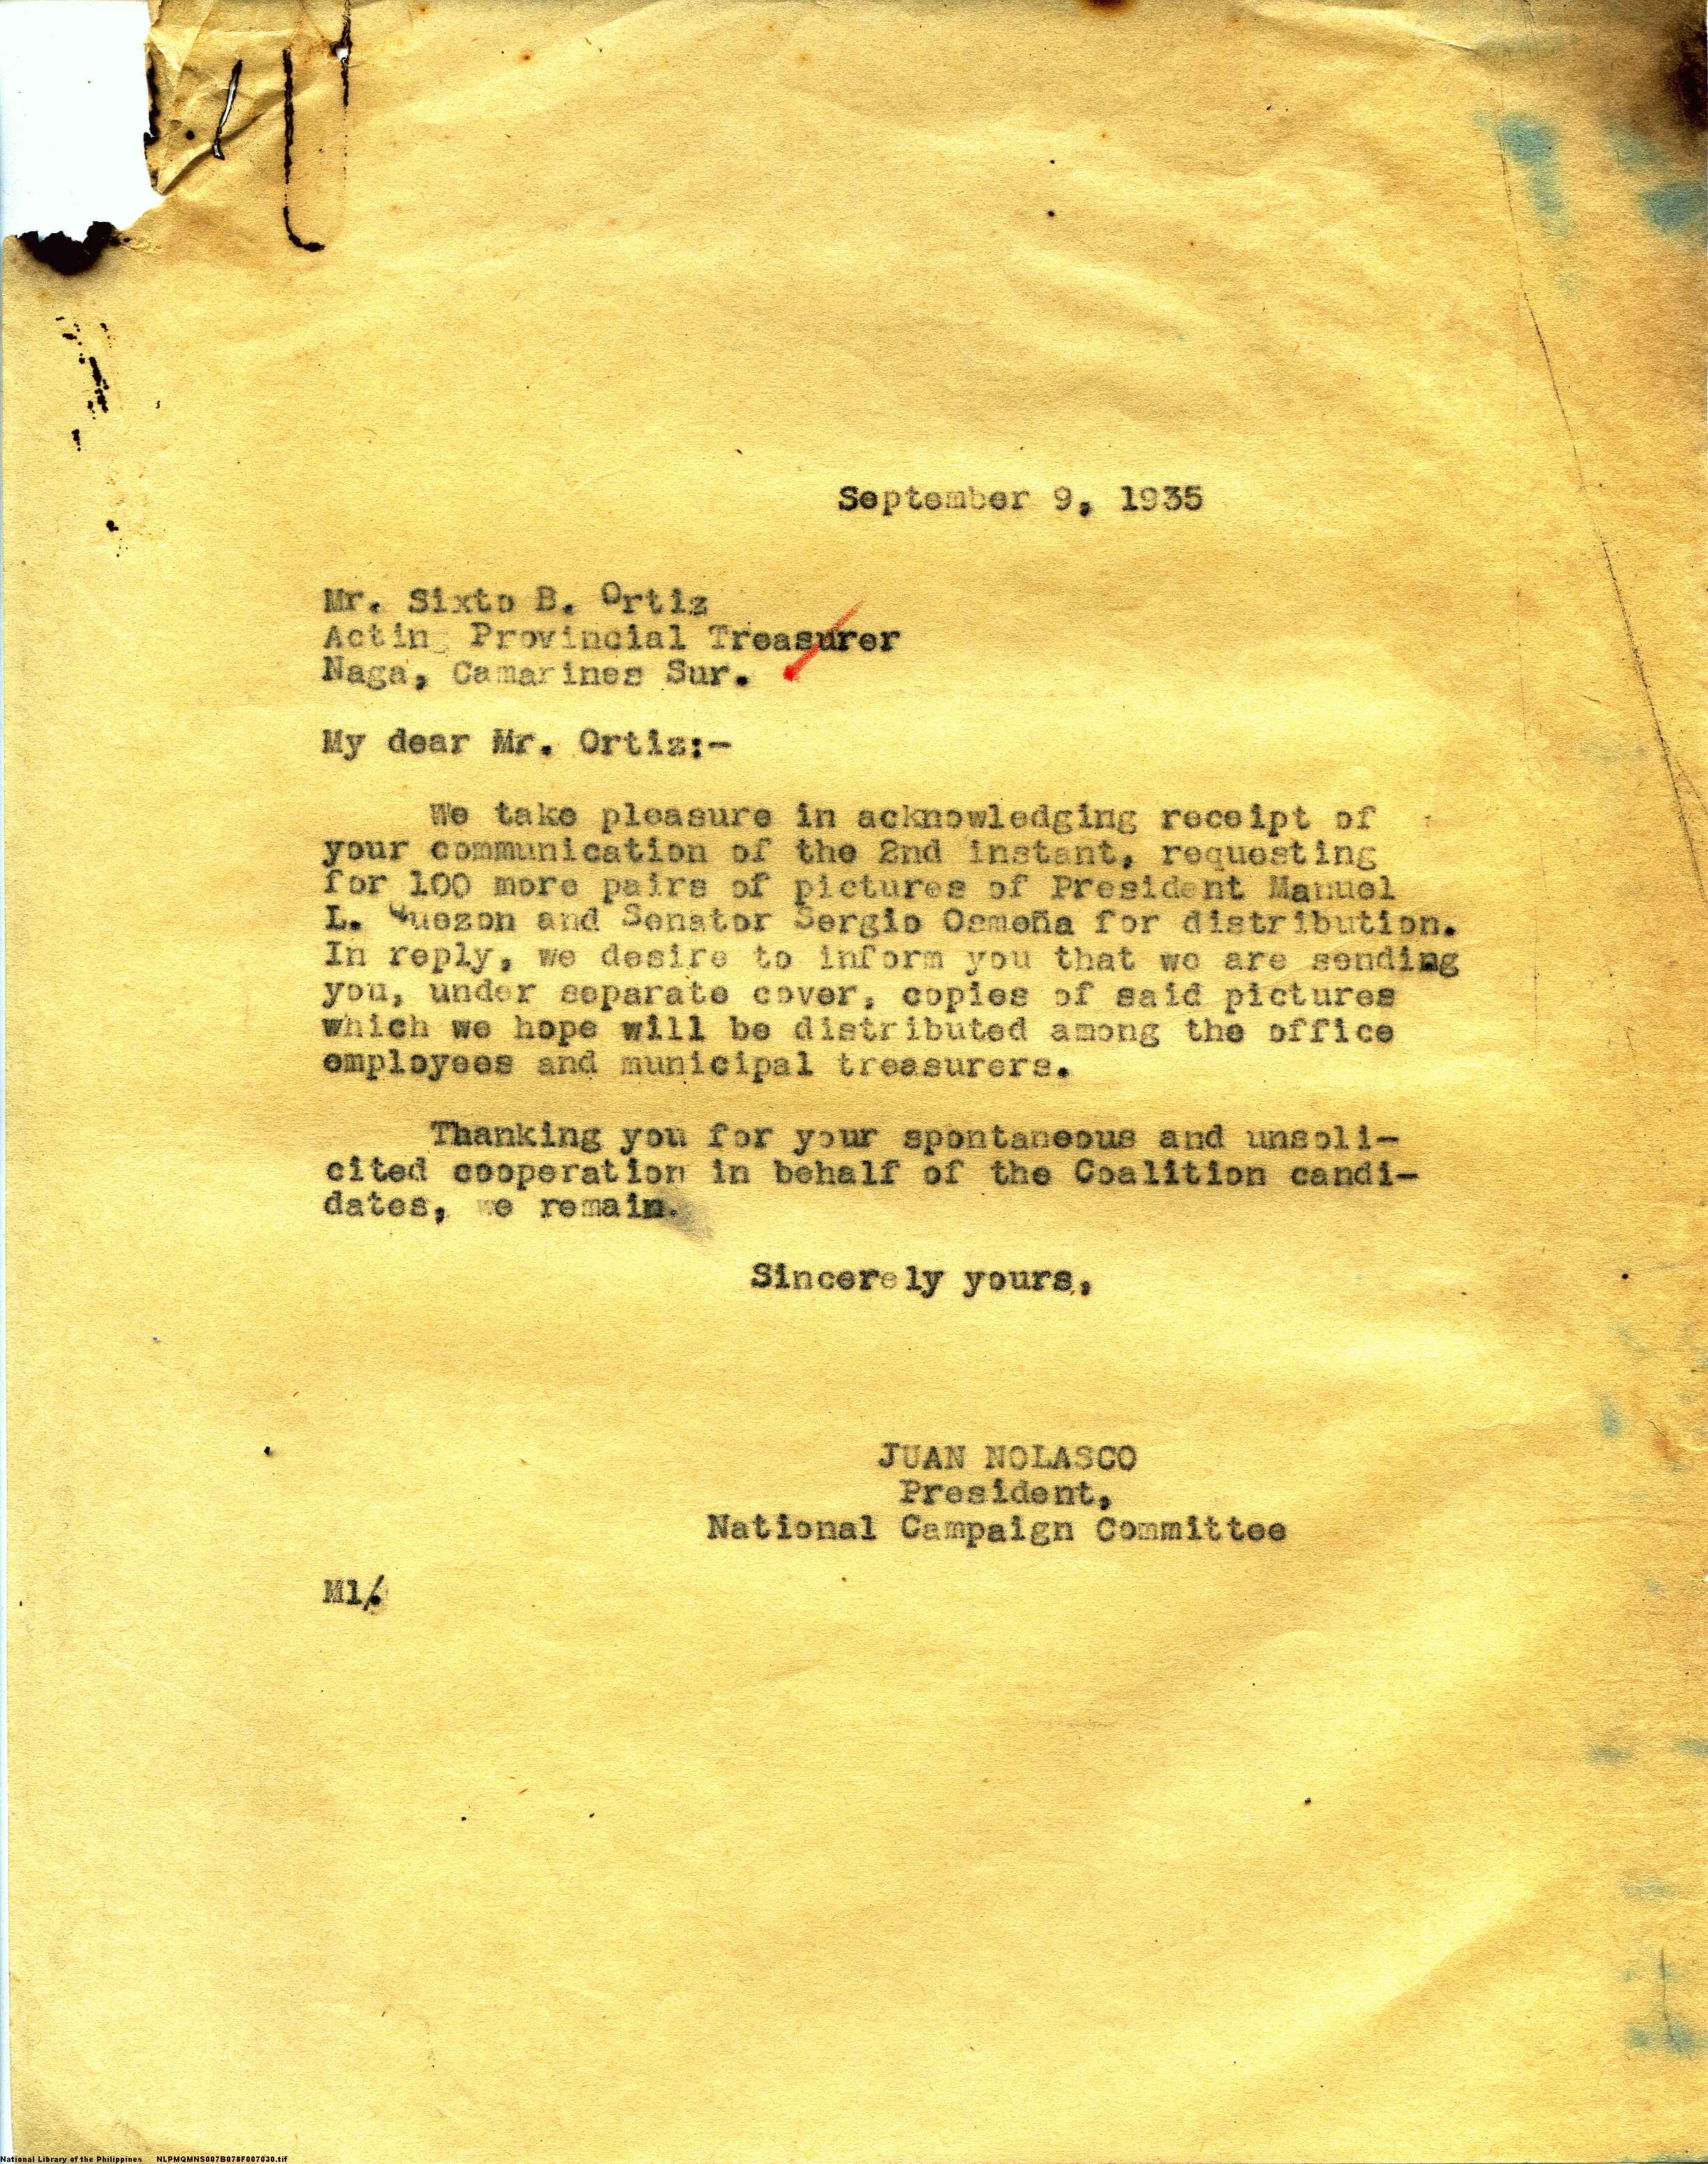 September 9, 1935
Mr. Sixto B. Ortiz
Acting Provincial Treasurer
Naga, Camarines Sur.
My dear Mr. Ortiz:-
We take pleasure in acknowledging receipt of
your communication of the 2nd instant, requesting
for 100 more pairs of pictures of President Manuel
L. Quezon and Senator Sergio Osmeña for distribution.
In reply, we desire to inform you that we are sending
you, under separate cover, copies of said pictures
which we hope will be distributed among the office
employees and municipal treasurers.
Thanking you for your spontaneous and unsoli-
cited cooperation in behalf of the Coalition candi-
dates, we remain.
Sincerely yours,
JUAN NOLASCO
President,
National Campaign Committee
Ml/.
National Library of the Philippines NLPMQMNS007B078F007030.tif